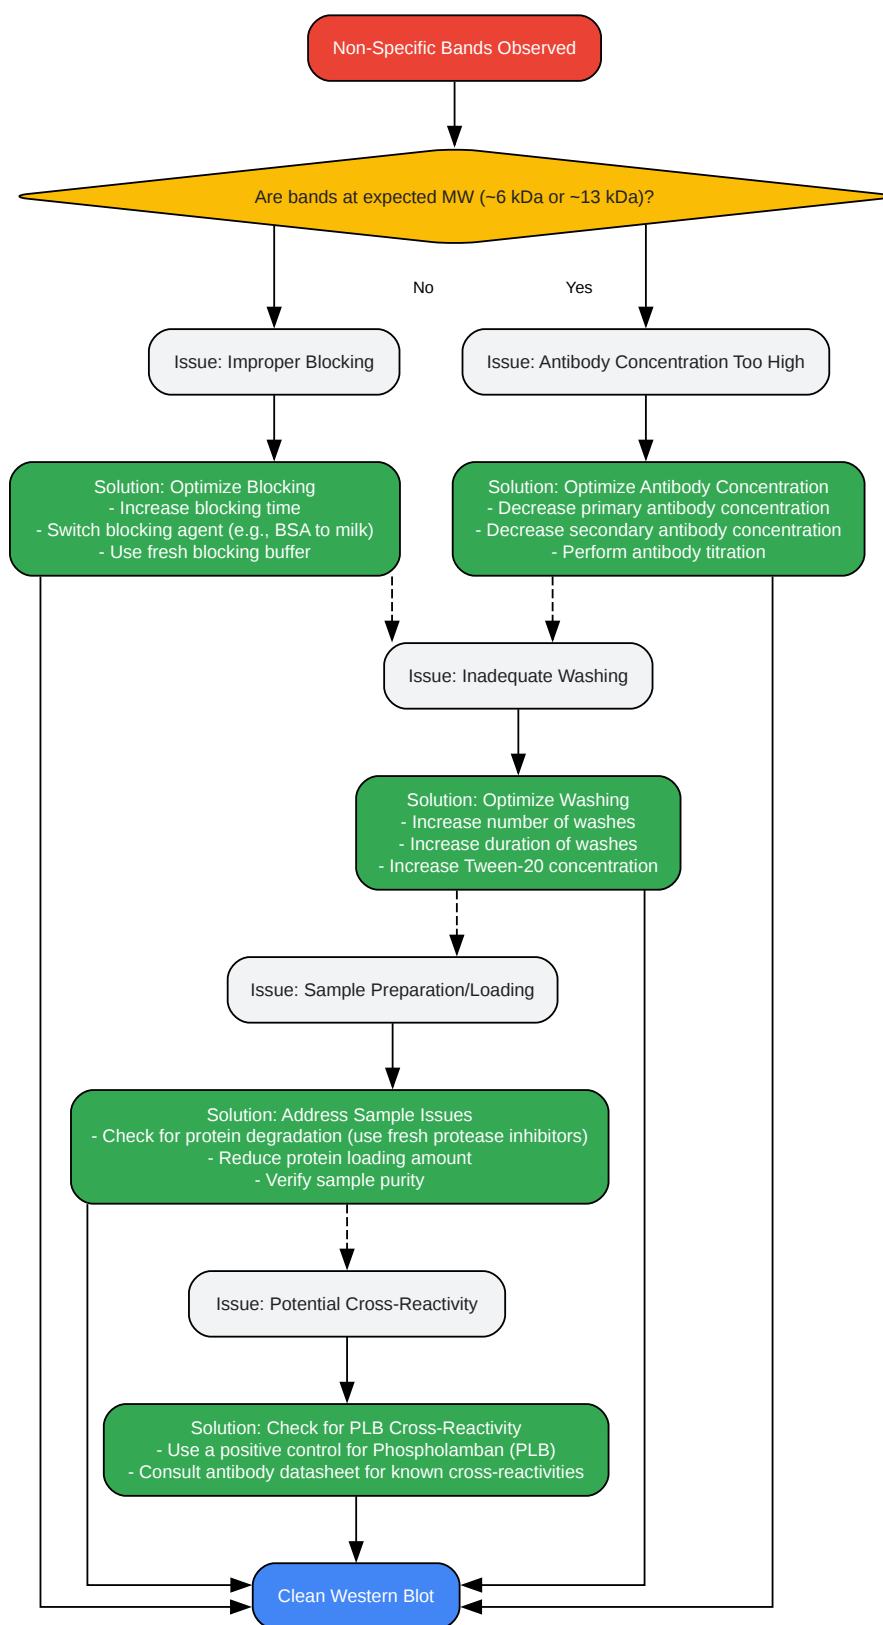 Non-Specific Bands Observed
Are bands at expected MW (~6 kDa or ~13 kDa)?
No
Yes
Issue: Improper Blocking
Issue: Antibody Concentration Too High
Solution: Optimize Blocking
- Increase blocking time
- Switch blocking agent (e.g., BSA to milk)
- Use fresh blocking buffer
Solution: Optimize Antibody Concentration
- Decrease primary antibody concentration
- Decrease secondary antibody concentration
- Perform antibody titration
Issue: Inadequate Washing
Solution: Optimize Washing
- Increase number of washes
- Increase duration of washes
- Increase Tween-20 concentration
Issue: Sample Preparation/Loading
Solution: Address Sample Issues
- Check for protein degradation (use fresh protease inhibitors)
- Reduce protein loading amount
- Verify sample purity
Issue: Potential Cross-Reactivity
Solution: Check for PLB Cross-Reactivity
- Use a positive control for Phospholamban (PLB)
- Consult antibody datasheet for known cross-reactivities
Clean Western Blot